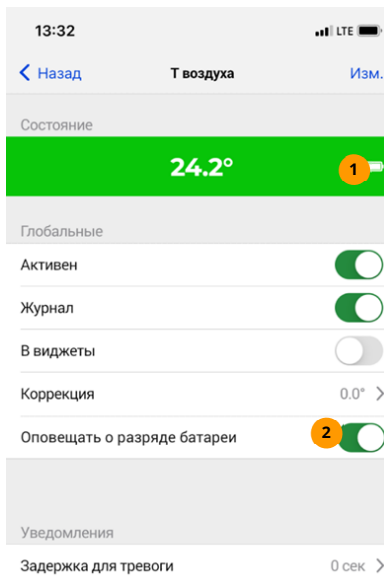 13:32 LTE
Назад Т воздуха Изм.
Состояние
24.2° 1
Глобальные
Активен
Журнал
В виджеты
Коррекция 0.0°
Оповещать о разряде батареи 2
Уведомления
Задержка для тревоги 0 сек